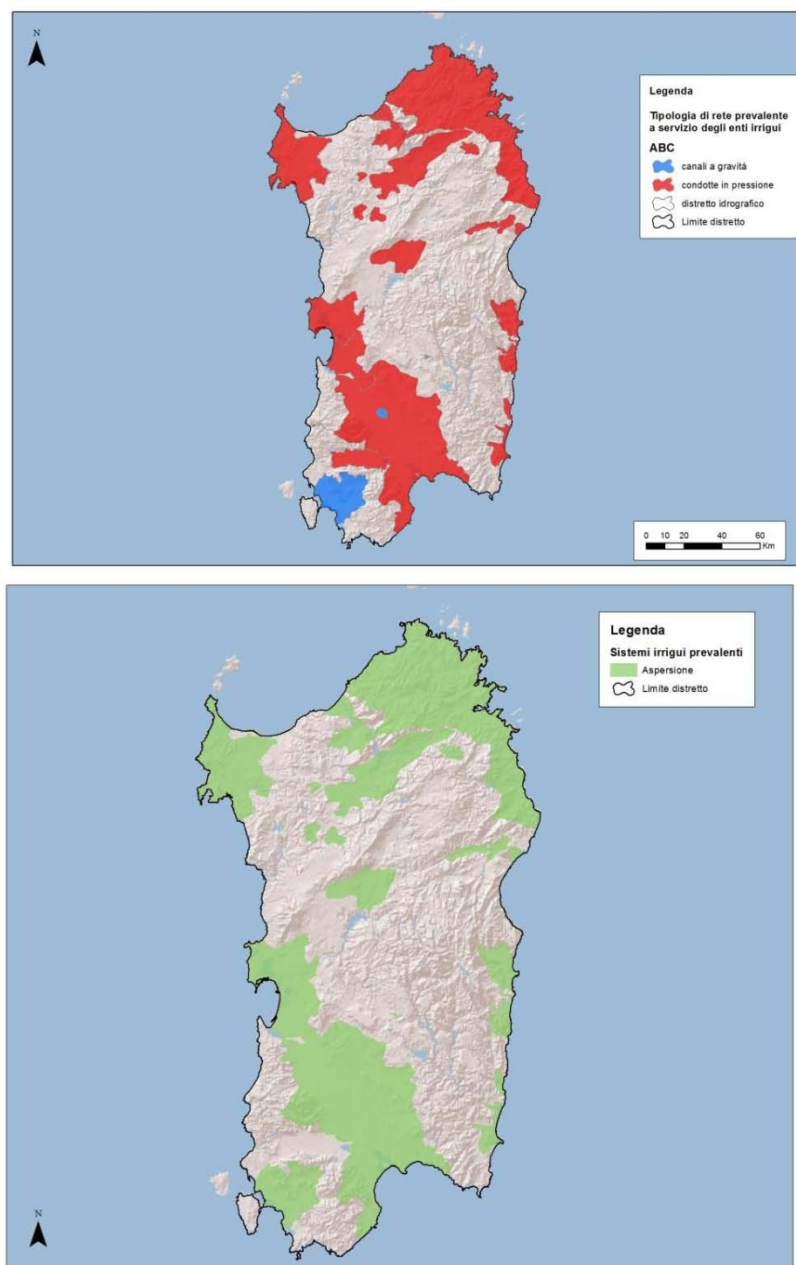 N
Legenda
Tipologia di rete prevalente
a servizio degli enti irrigui
ABC
canali a gravità
condotte in pressione
distretto idrografico
Limite distretto
0 10 20 40 60
Km
Legenda
Sistemi irrigui prevalenti
Aspersione
Limite distretto
N